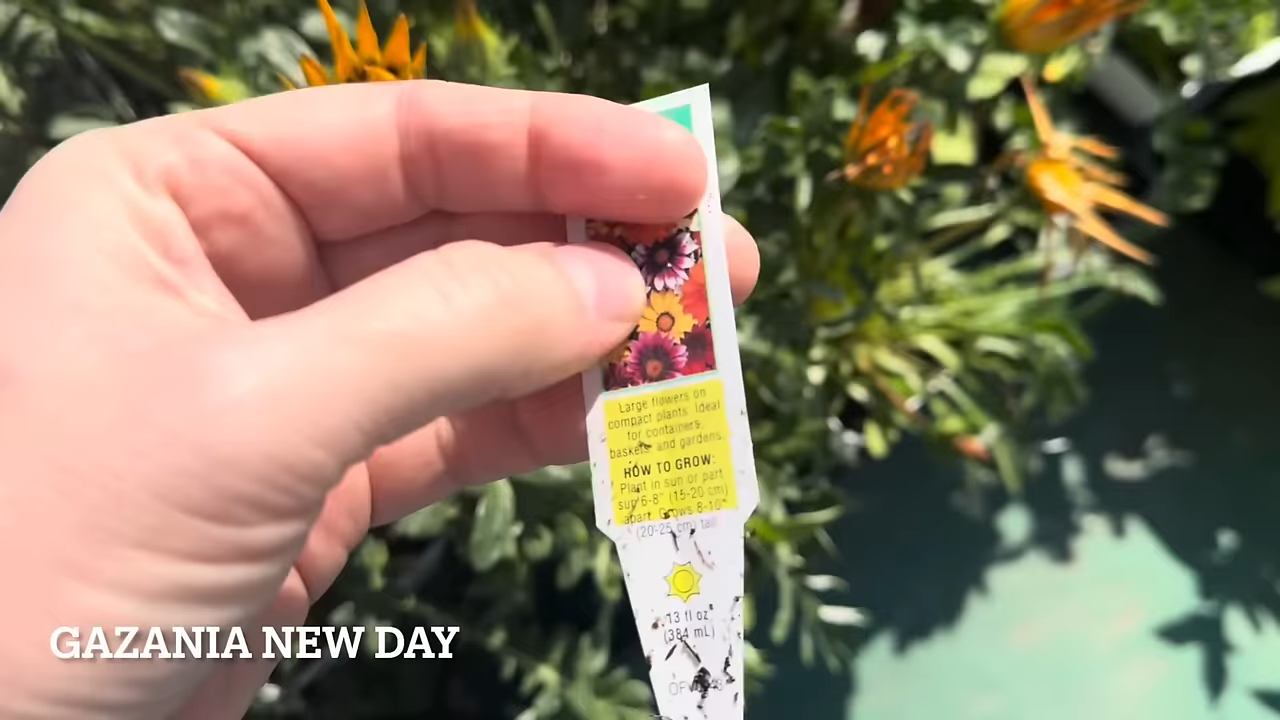 Large flowers on
compact plants. Ideal
for containers,
baskets, and gardens.
HOW TO GROW:
Plant in sun or part
sun 6-8" (15-20 cm)
apart. Grows 8-10"
(20-25 cm) tall
13 fl oz
(384 mL)
GAZANIA NEW DAY